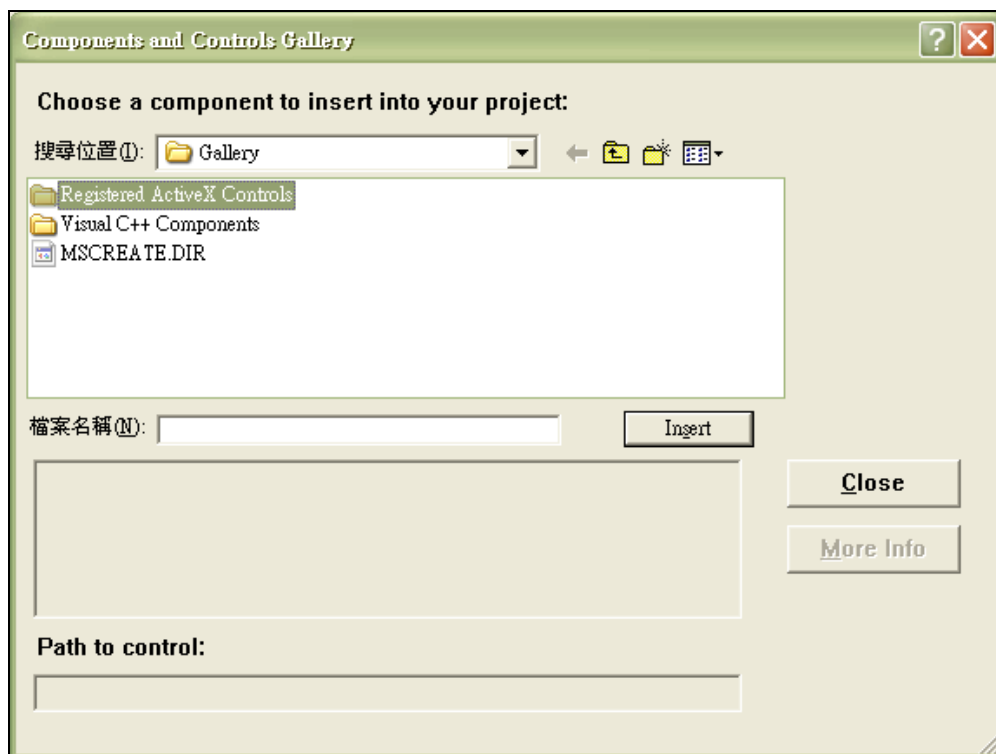 Components and Controls Gallery
Choose a component to insert into your project:
搜尋位置(I): Gallery
Registered ActiveX Controls
Visual C++ Components
MSCREATE.DIR
檔案名稱(N): Insert
Close
More Info
Path to control: